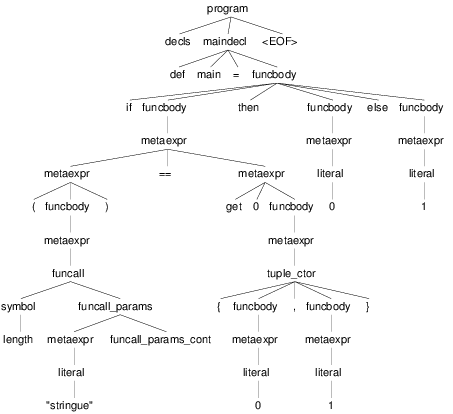 program
decls maindecl <EOF>
def main = funcbody
if funcbody then funcbody else funcbody
metaexpr metaexpr metaexpr
metaexpr == metaexpr literal literal
( funcbody ) get 0 funcbody 0 1
metaexpr metaexpr
funcall tuple_ctor
symbol funcall_params { funcbody , funcbody }
length metaexpr funcall_params_cont metaexpr metaexpr
literal literal literal
"stringue" 0 1